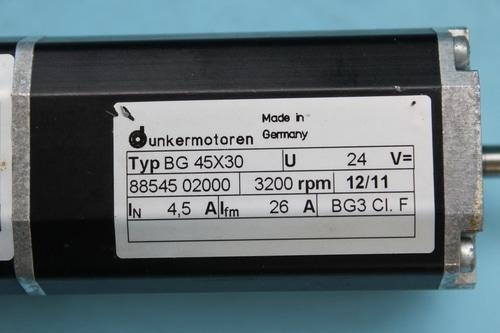 Dunkermotoren
Made in
Germany
Typ BG 45X30 U 24 V=
88545 02000 3200 rpm 12/11
IN 4,5 A Ifm 26 A BG3 Cl. F